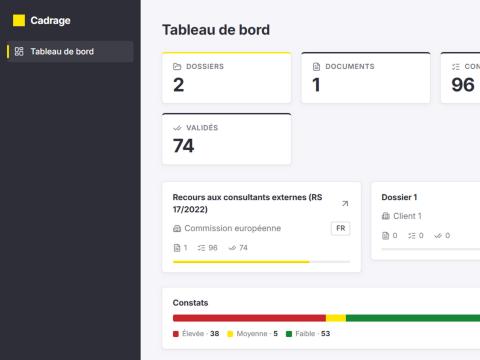 Cadrage
Tableau de bord
Tableau de bord
DOSSIERS
2
DOCUMENTS
1
CON
96
VALIDÉS
74
Recours aux consultants externes (RS
17/2022)
Commission européenne
FR
1 96 74
Dossier 1
Client 1
0 0 0
Constats
Élevée · 38 Moyenne · 5 Faible · 53